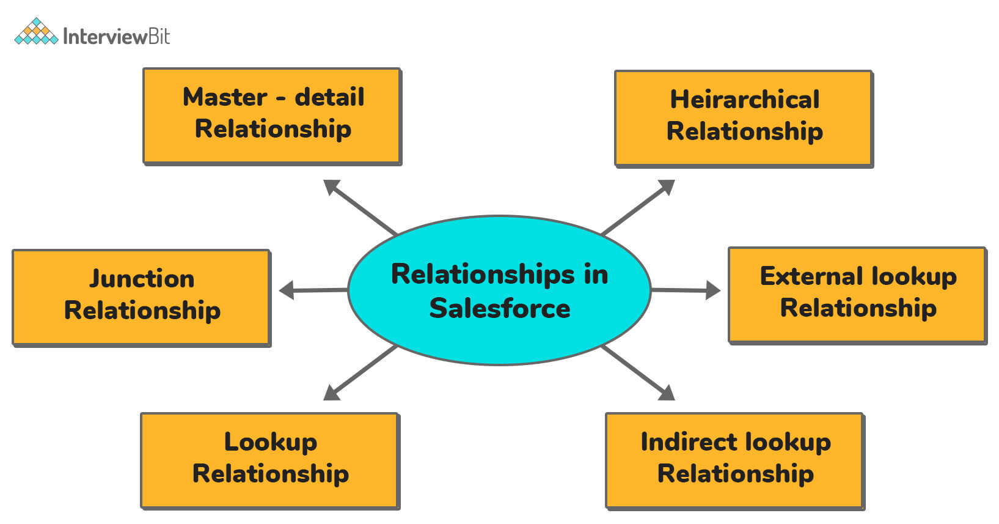 InterviewBit
Master - detail
Relationship
Heirarchical
Relationship
Junction
Relationship
Relationships in
Salesforce
External lookup
Relationship
Lookup
Relationship
Indirect lookup
Relationship